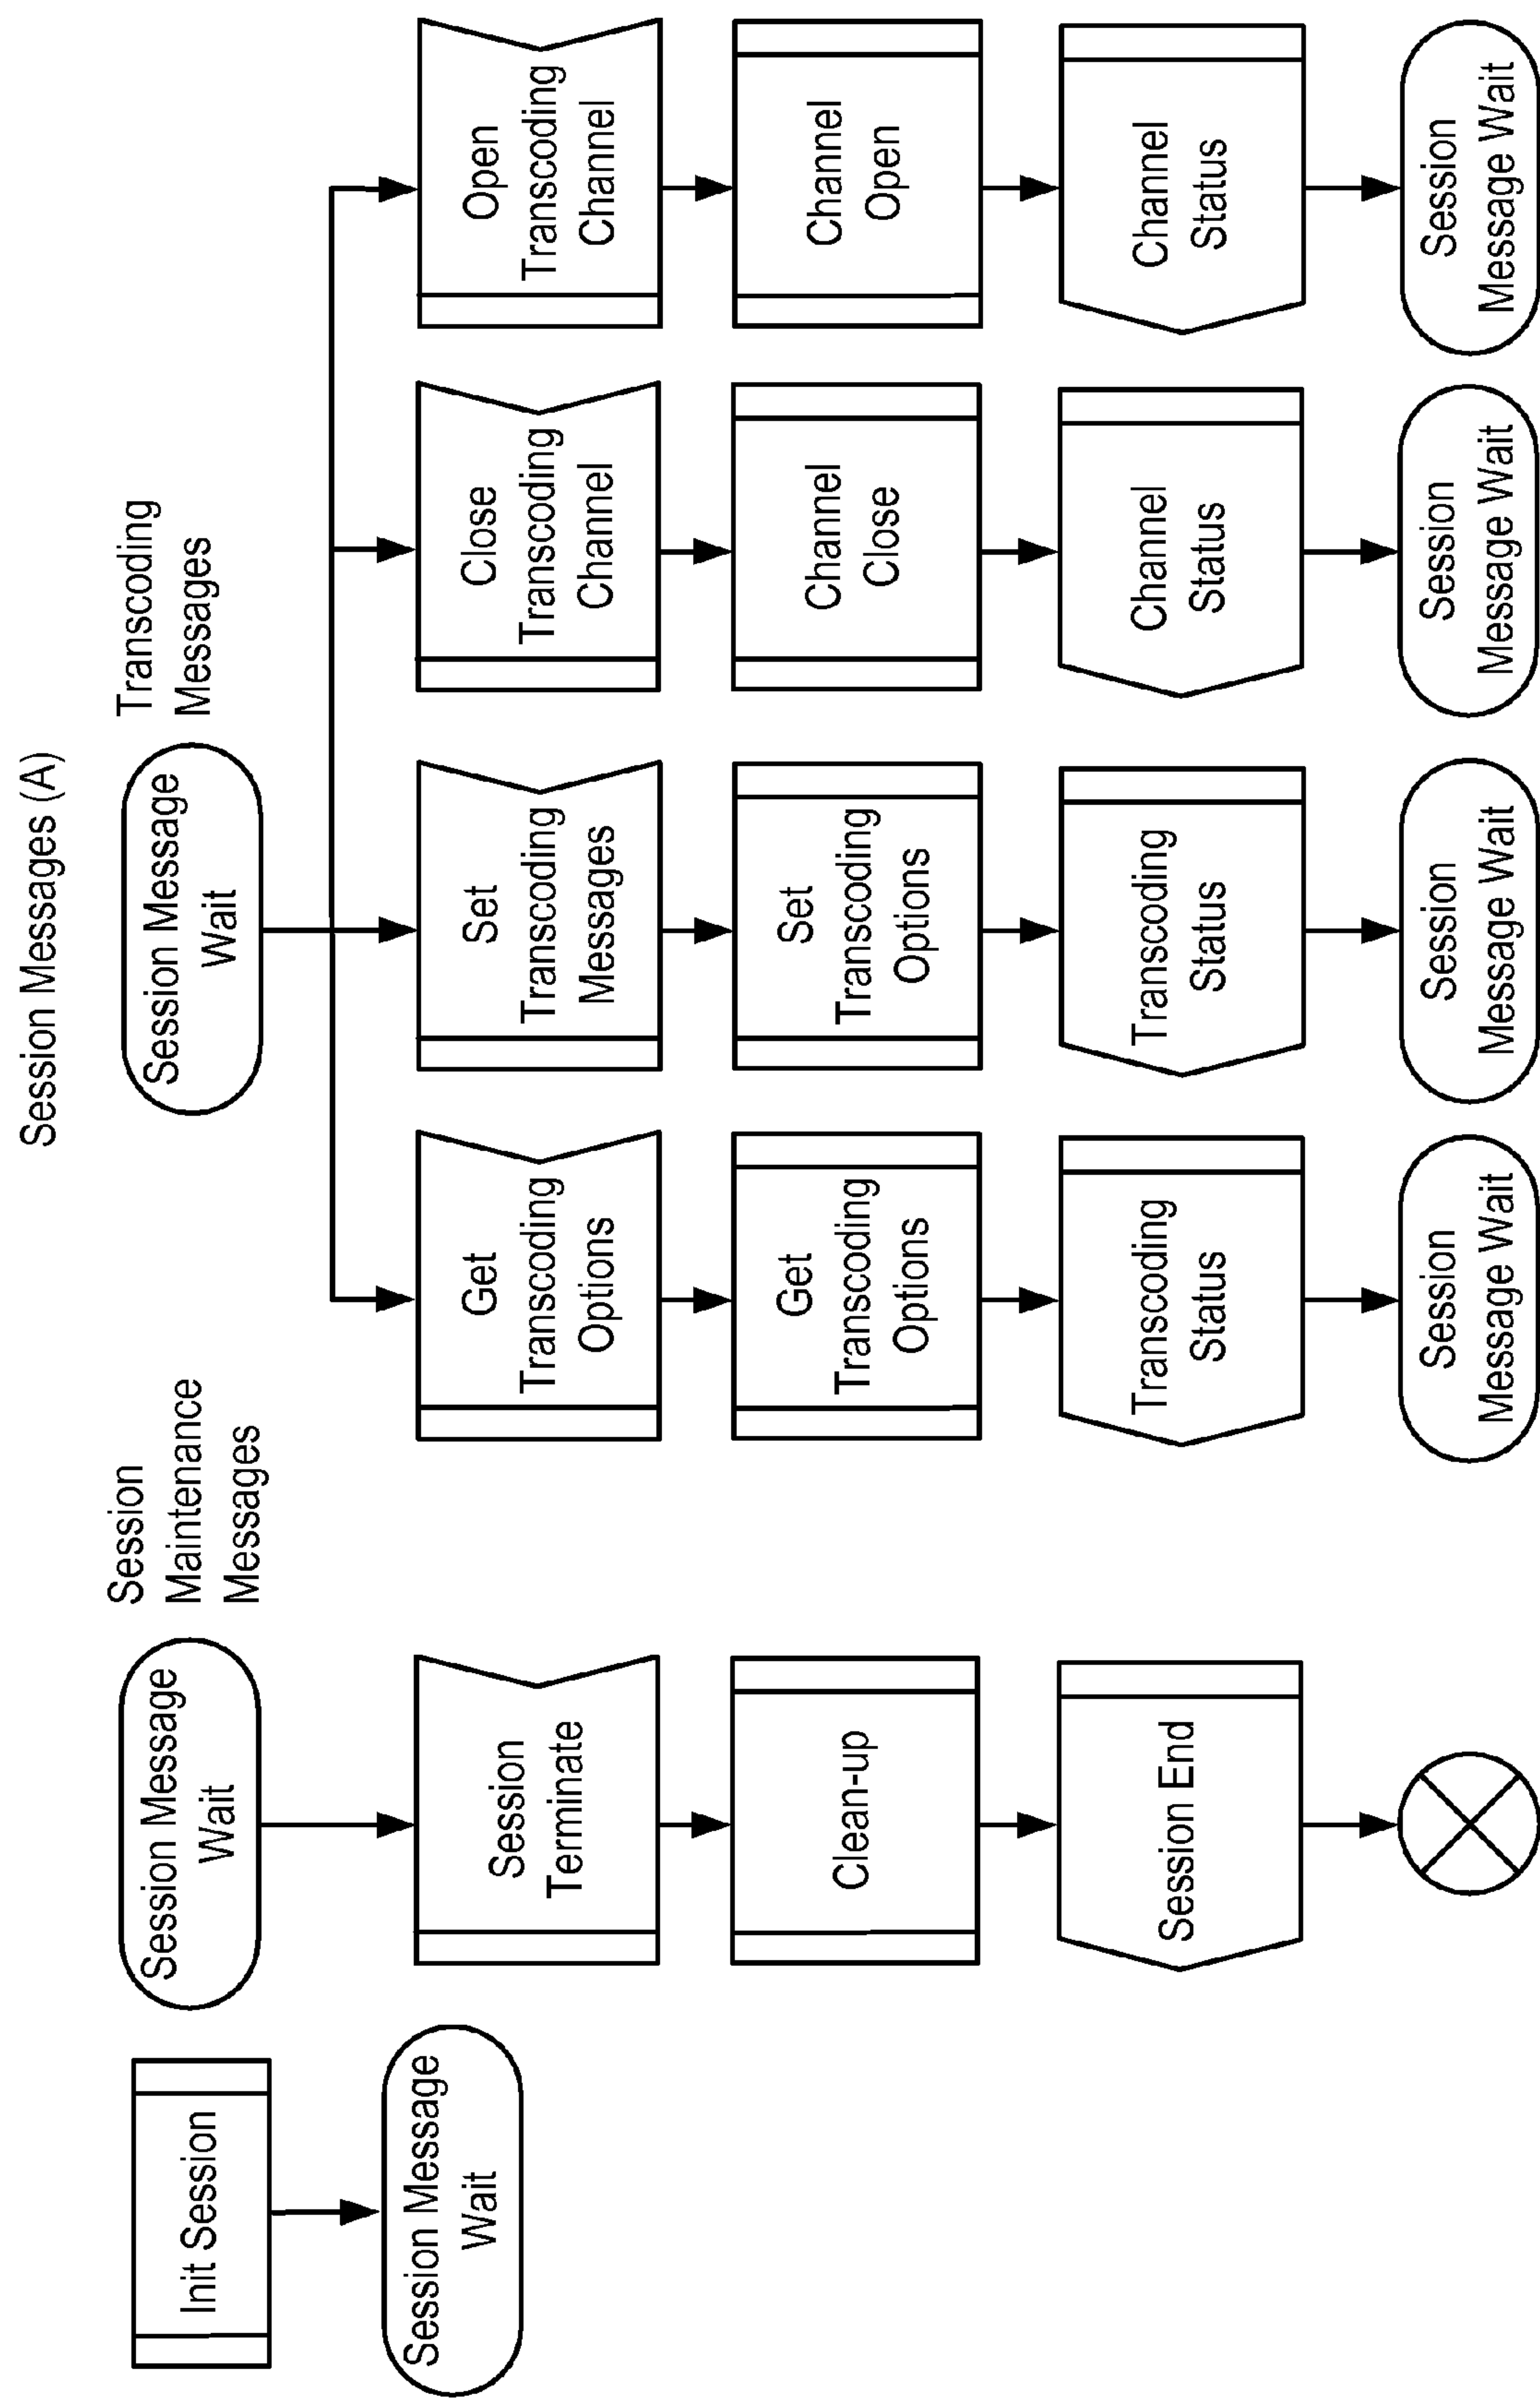 Session Messages (A)
Init Session
Session Message
Wait
Session Message
Wait
Session
Maintenance
Messages
Session
Terminate
Clean-up
Session End
Session Message
Wait
Transcoding
Messages
Get
Transcoding
Options
Get
Transcoding
Options
Transcoding
Status
Session
Message Wait
Set
Transcoding
Messages
Set
Transcoding
Options
Transcoding
Status
Session
Message Wait
Close
Transcoding
Channel
Channel
Close
Channel
Status
Session
Message Wait
Open
Transcoding
Channel
Channel
Open
Channel
Status
Session
Message Wait